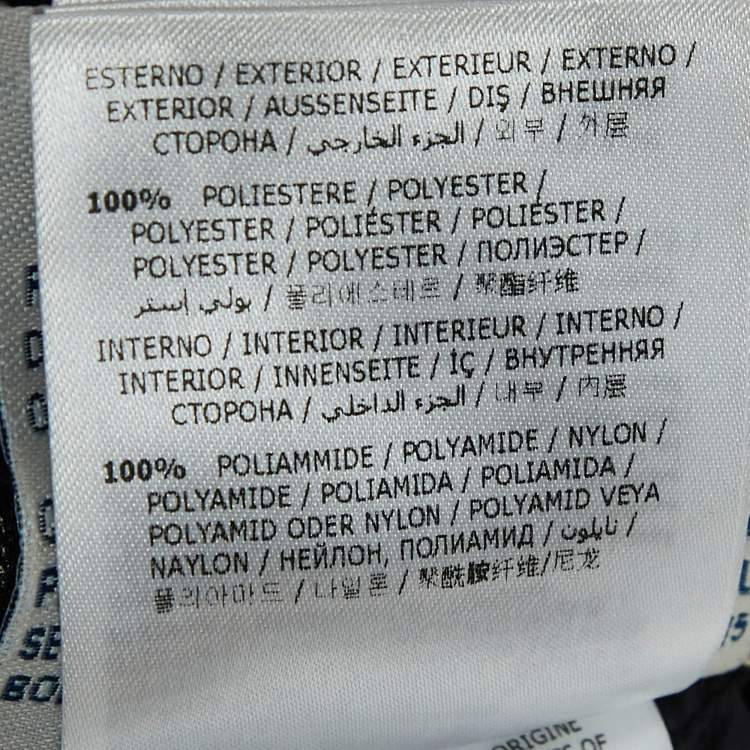 ESTERNO / EXTERIOR / EXTERIEUR / EXTERNO /
EXTERIOR / AUSSENSEITE / DIŞ / ВНЕШНЯЯ
СТОРОНА / الجزء الخارجي / 외부 / 外层
100% POLIESTERE / POLYESTER /
POLYESTER / POLIÉSTER / POLIÉSTER /
POLYESTER / POLYESTER / ПОЛИЭСТЕР /
بولي إستر / 폴리에스테르 / 聚酯纤维
INTERNO / INTERIOR / INTERIEUR / INTERNO /
INTERIOR / INNENSEITE / İÇ / ВНУТРЕННЯЯ
СТОРОНА / الجزء الداخلي / 내부 / 内层
100% POLIAMMIDE / POLYAMIDE / NYLON /
POLYAMIDE / POLIAMIDA / POLIAMIDA /
POLYAMID ODER NYLON / POLYAMID VEYA
NAYLON / НЕЙЛОН, ПОЛИАМИД / نايلون /
폴리아마드 / 나일론 / 聚酰胺纤维/尼龙
ORIGINE
OF